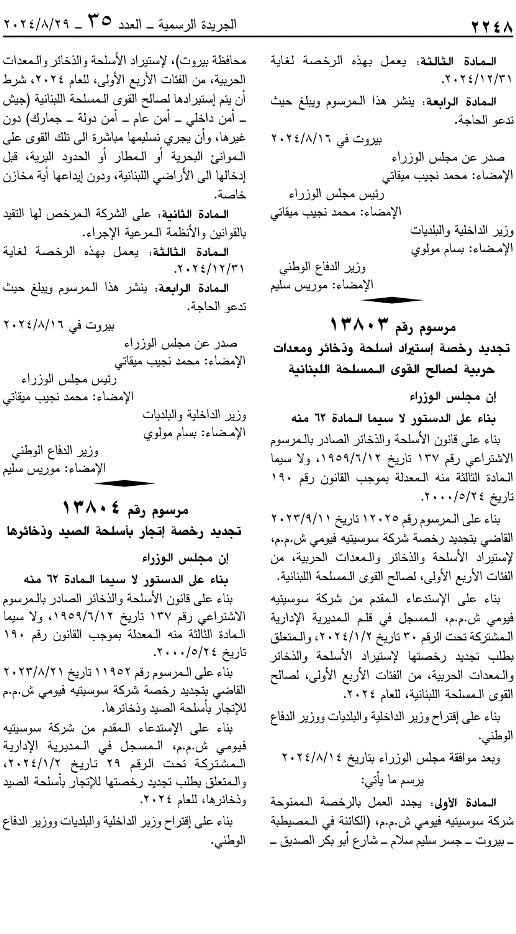 ٢٢٤٨
الجريدة الرسمية ــ العدد ٣٥ ــ ٢٠٢٤/٨/٢٩
المـادة الثالثة: يعمل بهذه الرخصة لغاية
٢٠٢٤/١٢/٣١.
المـادة الرابعة: ينشر هذا المرسوم ويبلغ حيث
تدعو الحاجة.
بيروت في ٢٠٢٤/٨/١٦
صدر عن مجلس الوزراء
الإمضاء: محمد نجيب ميقاتي
رئيس مجلس الوزراء
الإمضاء: محمد نجيب ميقاتي
وزير الداخلية والبلديات
الإمضاء: بسام مولوي
وزير الدفاع الوطني
الإمضاء: موريس سليم
مرسوم رقم ١٣٨٠٣
تجديد رخصة إستيراد أسلحة وذخائر ومعدات
حربية لصالح القوى المسلحة اللبنانية
إن مجلس الوزراء
بناء على الدستور لا سيما المادة ٦٢ منه
بناء على قانون الأسلحة والذخائر الصادر بالمرسوم
الاشتراعي رقم ١٣٧ تاريخ ١٩٥٩/٦/١٢، ولا سيما
المادة الثالثة منه المعدلة بموجب القانون رقم ١٩٠
تاريخ ٢٠٠٠/٥/٢٤.
بناء على المرسوم رقم ١٢٠٢٥ تاريخ ٢٠٢٣/٩/١١
القاضي بتجديد رخصة شركة سوسيتيه فيومي ش.م.م،
لإستيراد الأسلحة والذخائر والمعدات الحربية، من
الفئات الأربع الأولى، لصالح القوى المسلحة اللبنانية.
بناء على الإستدعاء المقدم من شركة سوسيتيه
فيومي ش.م.م، المسجل في قلم المديرية الإدارية
المشتركة تحت الرقم ٣٠ تاريخ ٢٠٢٤/١/٢، والمتعلق
بطلب تجديد رخصتها لإستيراد الأسلحة والذخائر
والمعدات الحربية، من الفئات الأربع الأولى، لصالح
القوى المسلحة اللبنانية، للعام ٢٠٢٤.
بناء على إقتراح وزير الداخلية والبلديات ووزير الدفاع
الوطني.
وبعد موافقة مجلس الوزراء بتاريخ ٢٠٢٤/٨/١٤
يرسم ما يأتي:
المـادة الأولى: يجدد العمل بالرخصة الممنوحة
شركة سوسيتيه فيومي ش.م.م، (الكائنة في المصيطبة
ــ بيروت ــ جسر سليم سلام ــ شارع أبو بكر الصديق ــ
محافظة بيروت)، لإستيراد الأسلحة والذخائر والمعدات
الحربية، من الفئات الأربع الأولى، للعام ٢٠٢٤، شرط
أن يتم إستيرادها لصالح القوى المسلحة اللبنانية (جيش
ــ أمن داخلي ــ أمن عام ــ أمن دولة ــ جمارك) دون
غيرها، وأن يجري تسليمها مباشرة الى تلك القوى على
الموانئ البحرية أو المطار أو الحدود البرية، قبل
إدخالها الى الأراضي اللبنانية، ودون إيداعها أية مخازن
خاصة.
المـادة الثانية: على الشركة المرخص لها التقيد
بالقوانين والأنظمة المرعية الإجراء.
المـادة الثالثة: يعمل بهذه الرخصة لغاية
٢٠٢٤/١٢/٣١.
المـادة الرابعة: ينشر هذا المرسوم ويبلغ حيث
تدعو الحاجة.
بيروت في ٢٠٢٤/٨/١٦
صدر عن مجلس الوزراء
الإمضاء: محمد نجيب ميقاتي
رئيس مجلس الوزراء
الإمضاء: محمد نجيب ميقاتي
وزير الداخلية والبلديات
الإمضاء: بسام مولوي
وزير الدفاع الوطني
الإمضاء: موريس سليم
مرسوم رقم ١٣٨٠٤
تجديد رخصة إتجار بأسلحة الصيد وذخائرها
إن مجلس الوزراء
بناء على الدستور لا سيما المادة ٦٢ منه
بناء على قانون الأسلحة والذخائر الصادر بالمرسوم
الاشتراعي رقم ١٣٧ تاريخ ١٩٥٩/٦/١٢، ولا سيما
المادة الثالثة منه المعدلة بموجب القانون رقم ١٩٠
تاريخ ٢٠٠٠/٥/٢٤.
بناء على المرسوم رقم ١١٩٥٢ تاريخ ٢٠٢٣/٨/٢١
القاضي بتجديد رخصة شركة سوسيتيه فيومي ش.م.م
للإتجار بأسلحة الصيد وذخائرها.
بناء على الإستدعاء المقدم من شركة سوسيتيه
فيومي ش.م.م، المسجل في المديرية الإدارية
المشتركة تحت الرقم ٢٩ تاريخ ٢٠٢٤/١/٢،
والمتعلق بطلب تجديد رخصتها للإتجار بأسلحة الصيد
وذخائرها، للعام ٢٠٢٤.
بناء على إقتراح وزير الداخلية والبلديات ووزير الدفاع
الوطني.